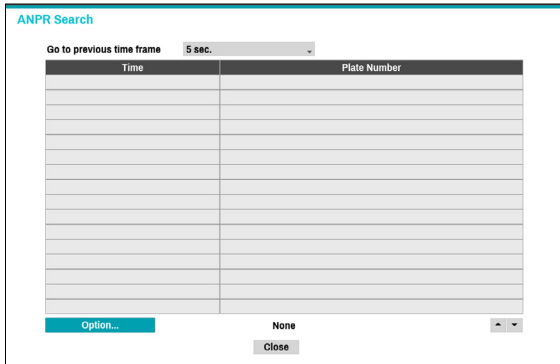 ANPR Search
Go to previous time frame 5 sec.
Time Plate Number
Option... None
Close